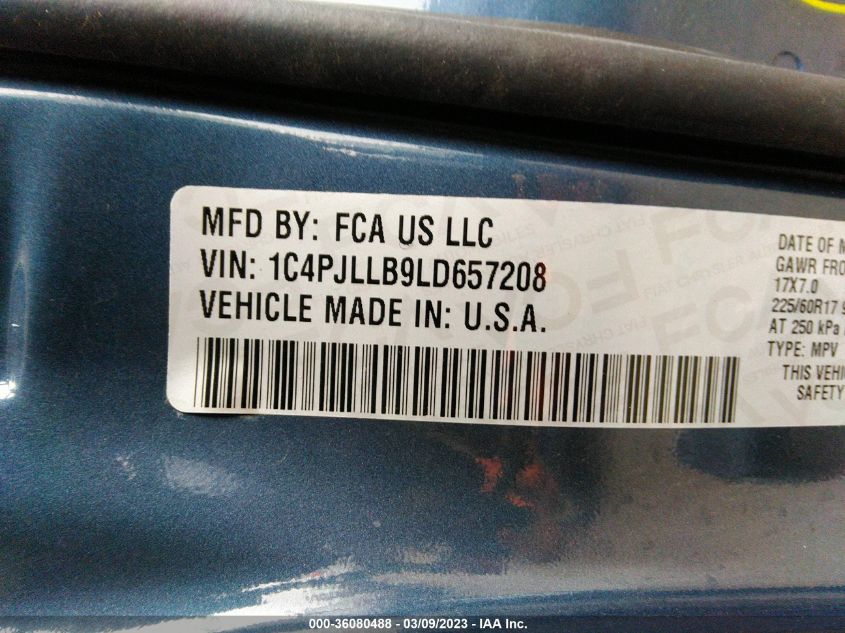 MFD BY: FCA US LLC
VIN: 1C4PJLLB9LD657208
VEHICLE MADE IN: U.S.A.
DATE OF M
GAWR FRO
17X7.0
225/60R17 9
AT 250 kPa
TYPE: MPV
THIS VEHI
SAFETY
000-36080488 - 03/09/2023 - IAA Inc.